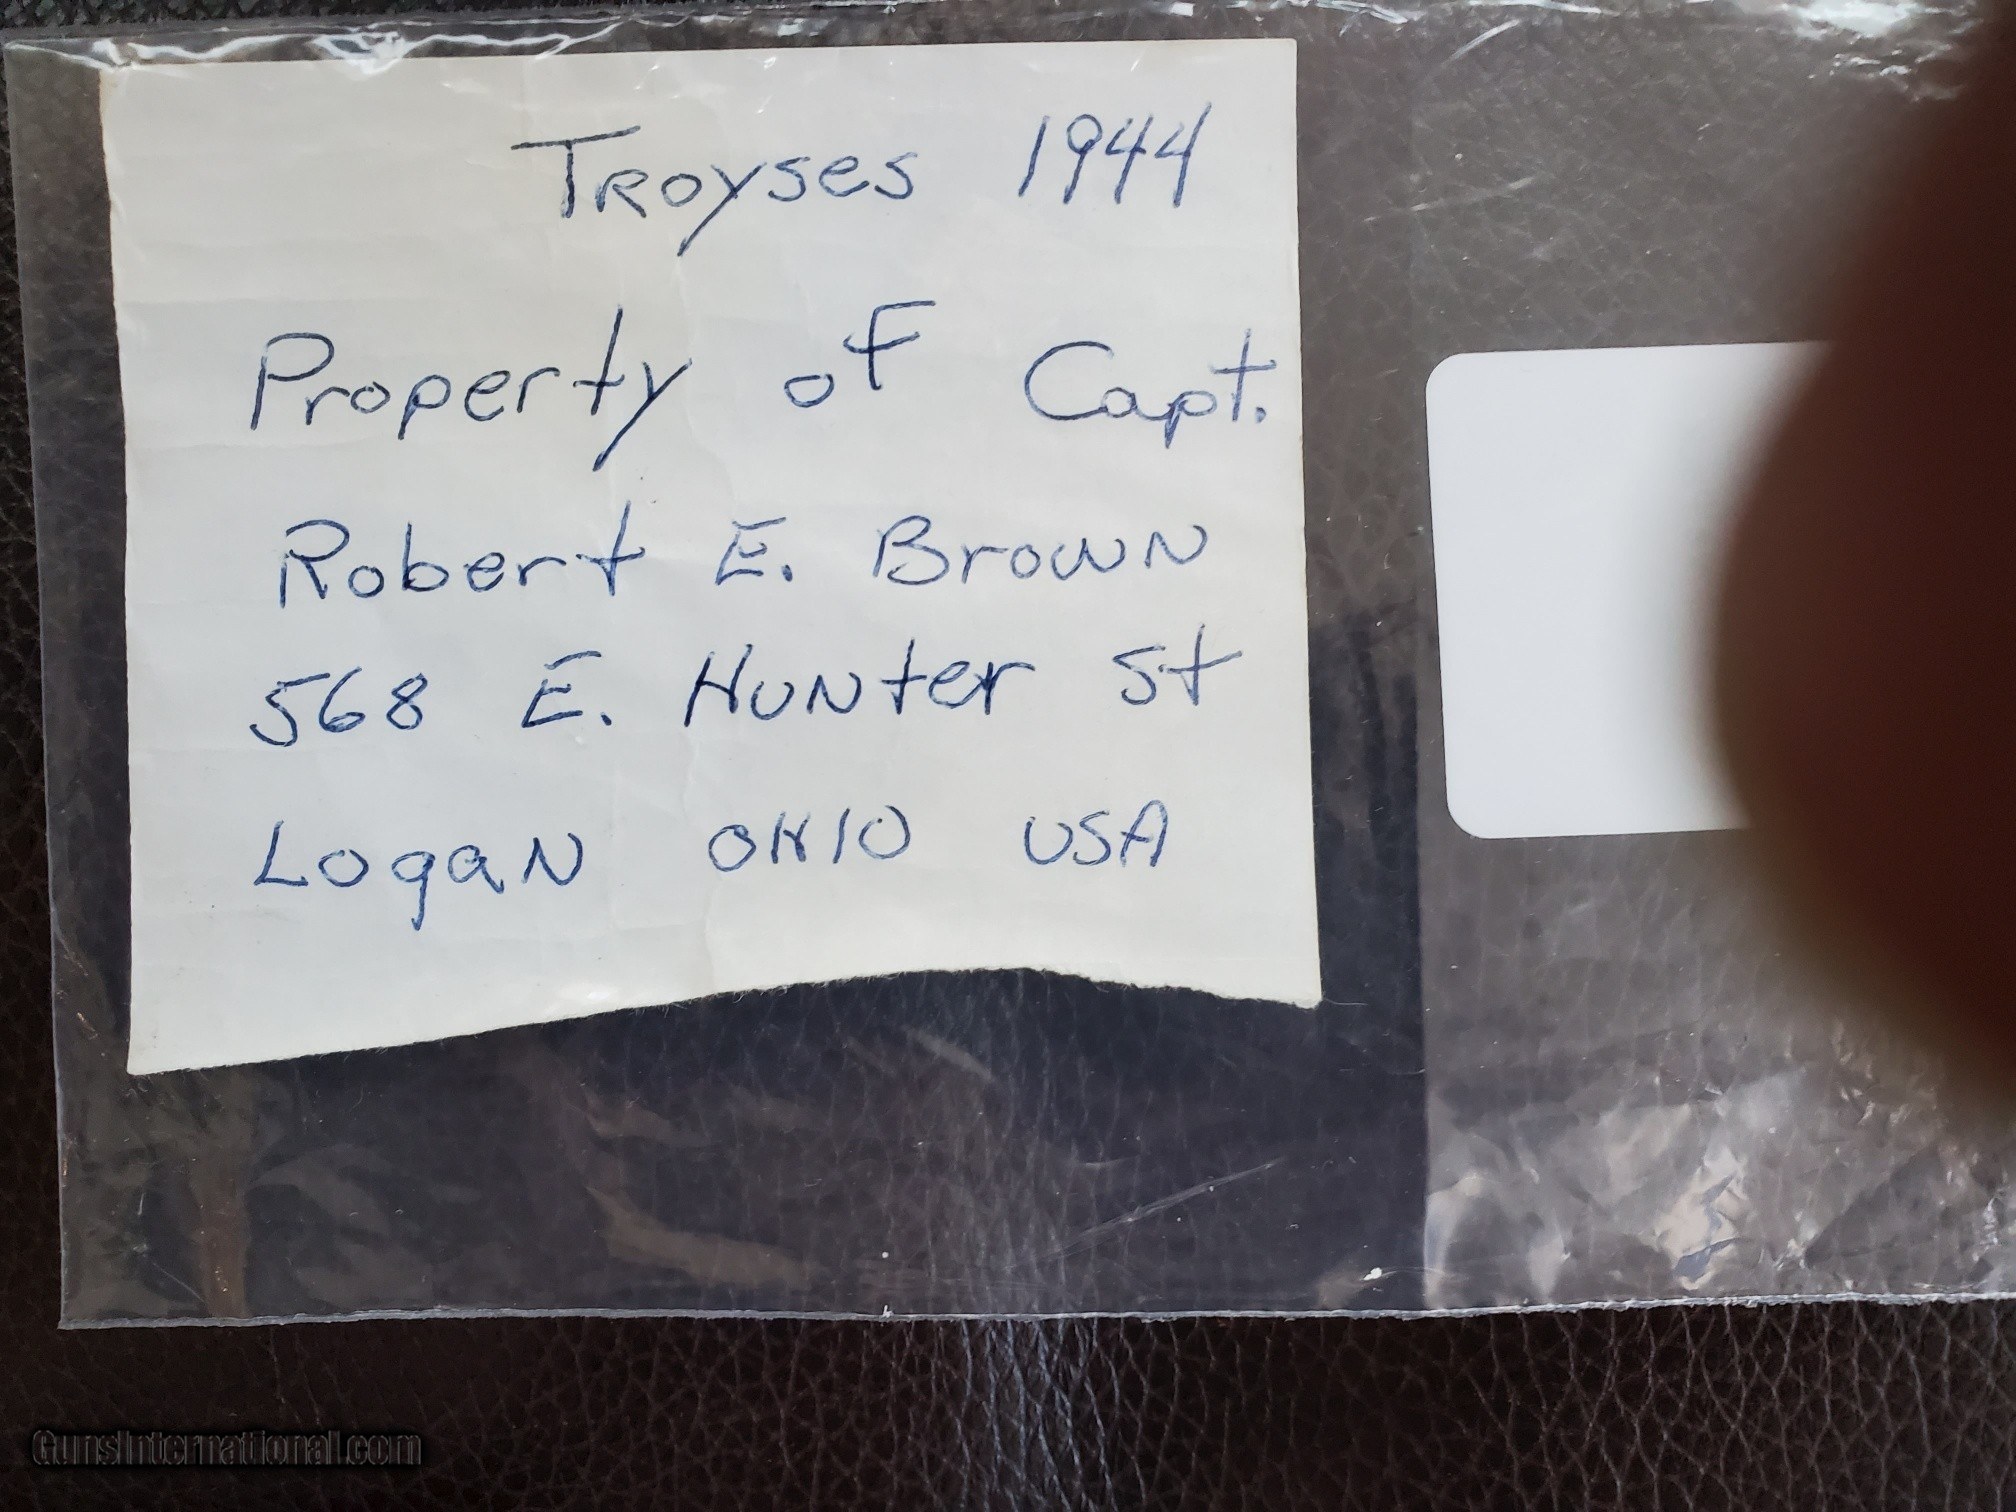 Troyses 1944
Property of Capt.
Robert E. Brown
568 E. Hunter St
Logan OHIO USA
GunsInternational.com